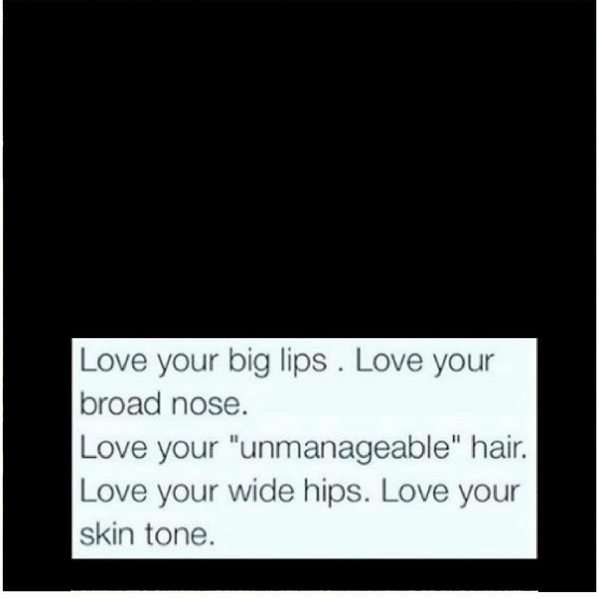 Love your big lips . Love your
broad nose.
Love your "unmanageable" hair.
Love your wide hips. Love your
skin tone.